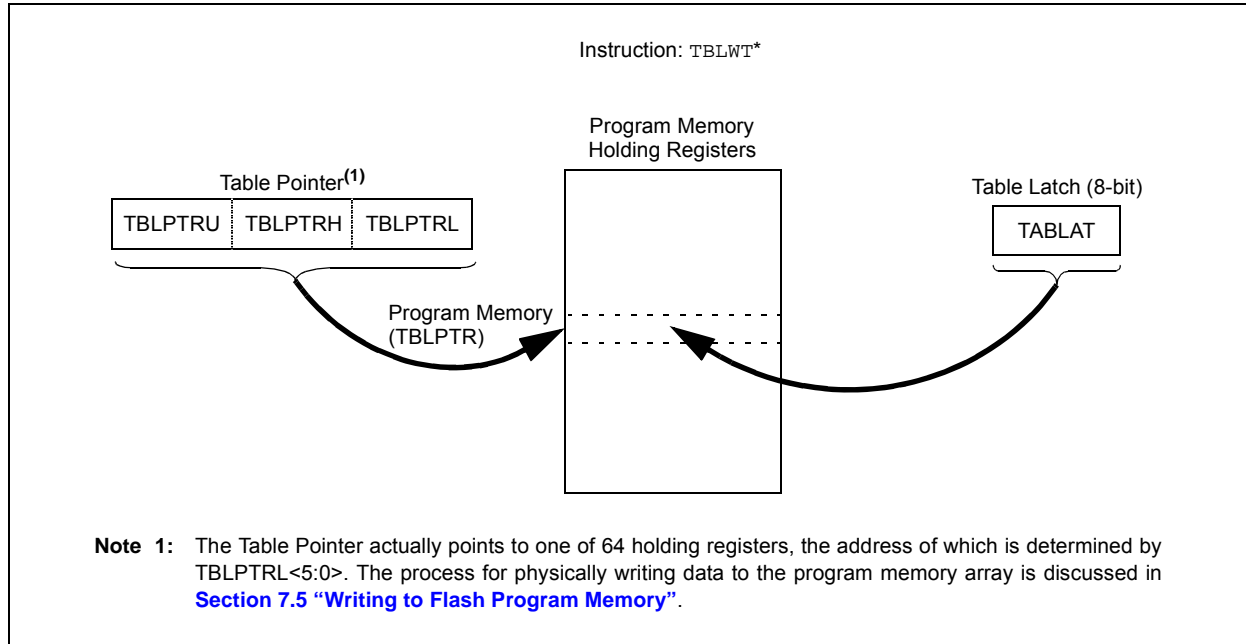 Instruction: TBLWT*
Program Memory
Holding Registers
Table Pointer(1)
Table Latch (8-bit)
TBLPTRU TBLPTRH TBLPTRL
TABLAT
Program Memory
(TBLPTR)
Note 1: The Table Pointer actually points to one of 64 holding registers, the address of which is determined by
TBLPTRL<5:0>. The process for physically writing data to the program memory array is discussed in
Section 7.5 “Writing to Flash Program Memory”.